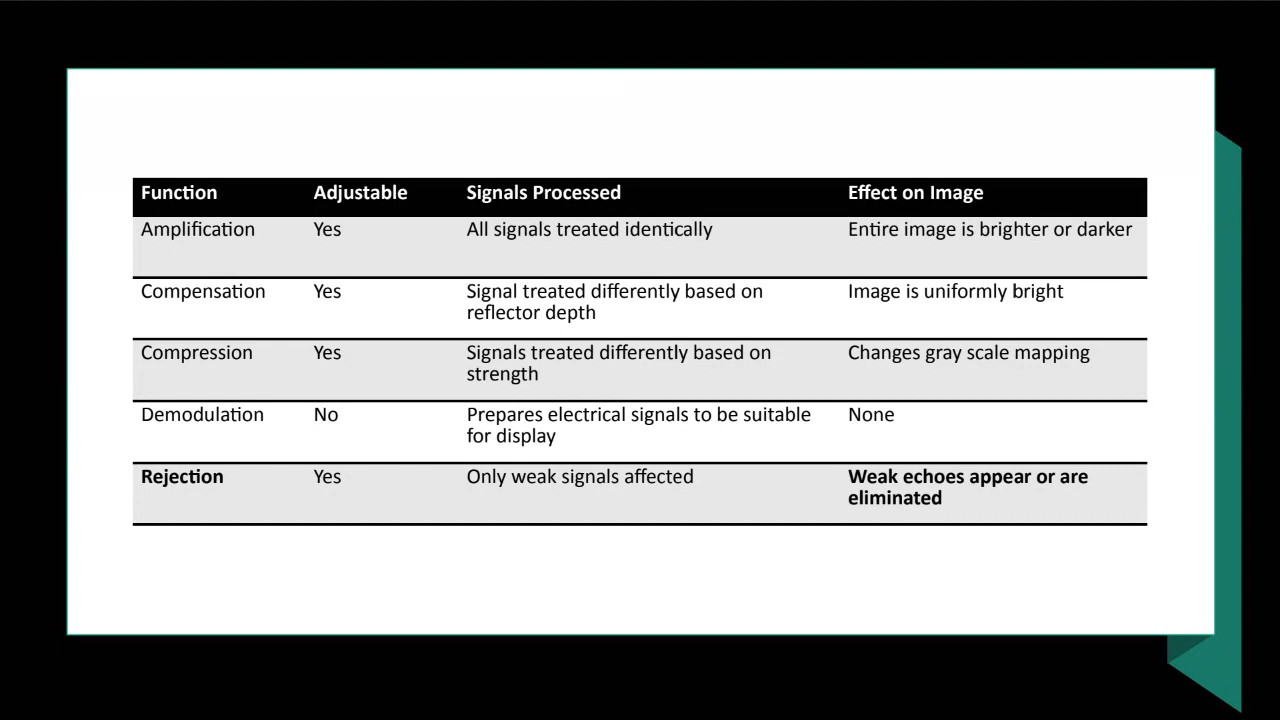 Function Adjustable Signals Processed Effect on Image
Amplification Yes All signals treated identically Entire image is brighter or darker
Compensation Yes Signal treated differently based on Image is uniformly bright
reflector depth
Compression Yes Signals treated differently based on Changes gray scale mapping
strength
Demodulation No Prepares electrical signals to be suitable None
for display
Rejection Yes Only weak signals affected Weak echoes appear or are
eliminated